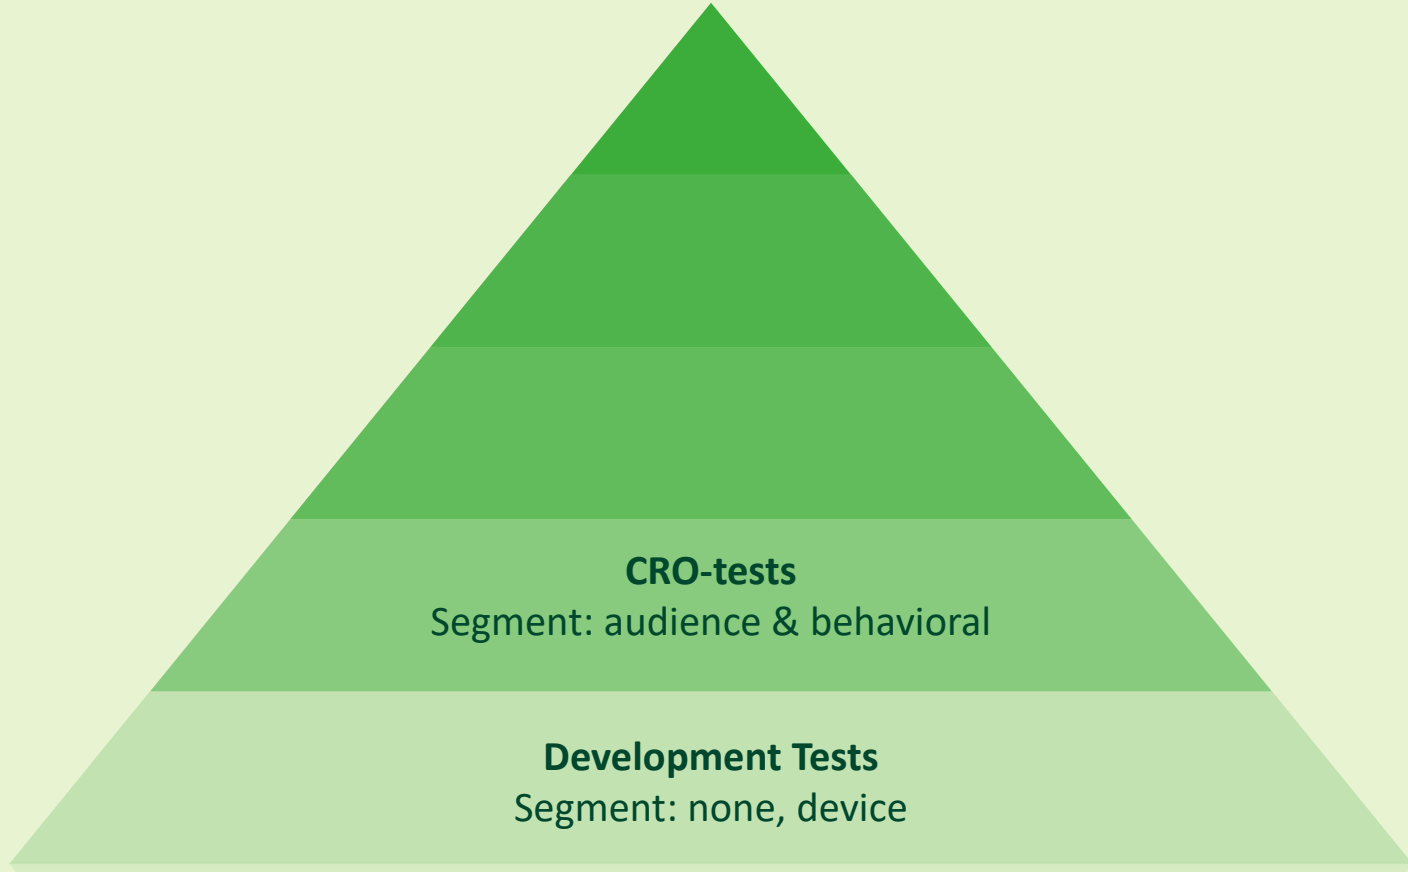 CRO-tests
Segment: audience & behavioral
Development Tests
Segment: none, device